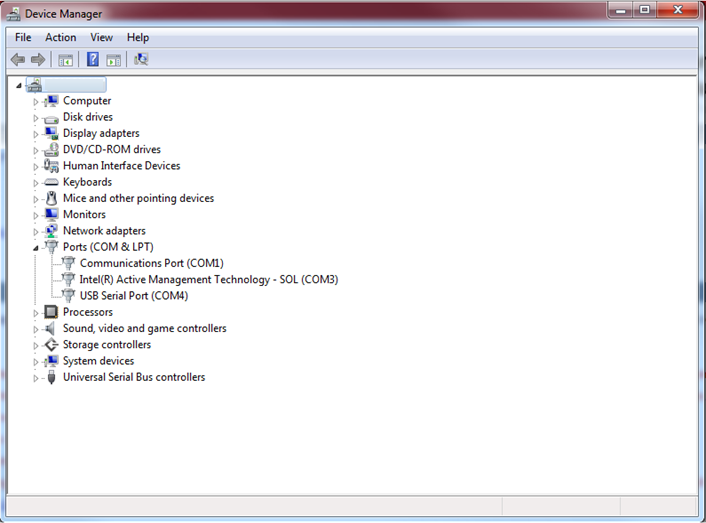 Device Manager
File Action View Help
Computer
Disk drives
Display adapters
DVD/CD-ROM drives
Human Interface Devices
Keyboards
Mice and other pointing devices
Monitors
Network adapters
Ports (COM & LPT)
Communications Port (COM1)
Intel(R) Active Management Technology - SOL (COM3)
USB Serial Port (COM4)
Processors
Sound, video and game controllers
Storage controllers
System devices
Universal Serial Bus controllers